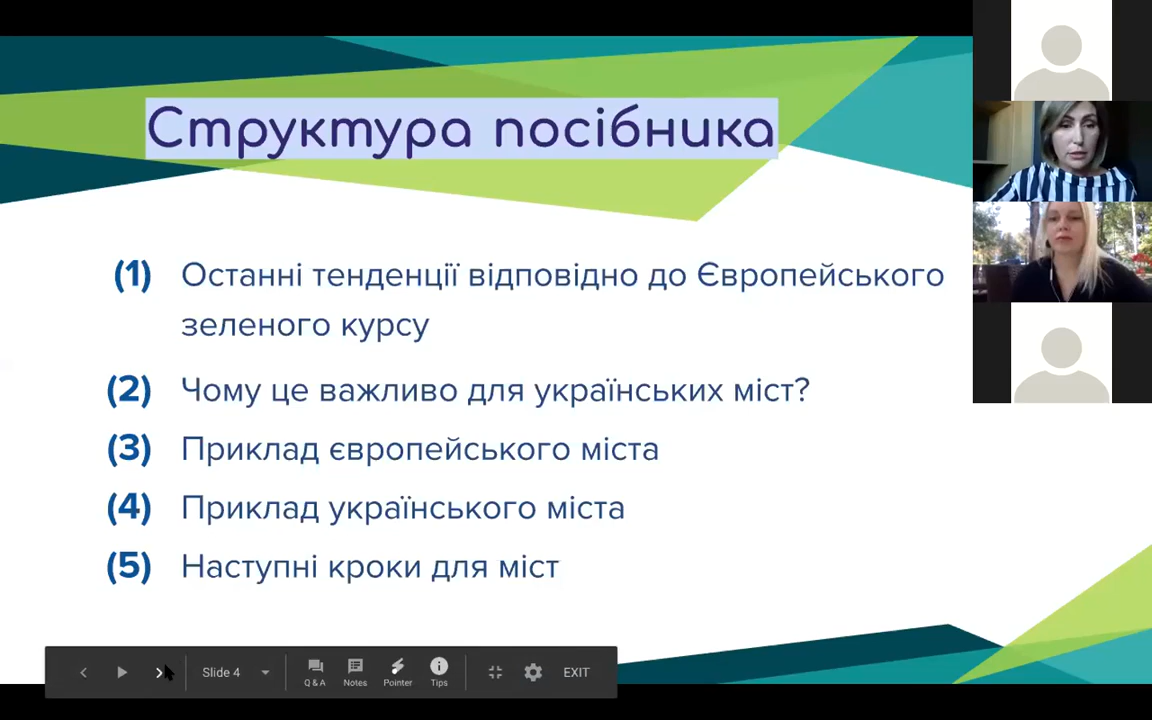 Структура посібника
(1) Останні тенденції відповідно до Європейського
зеленого курсу
(2) Чому це важливо для українських міст?
(3) Приклад європейського міста
(4) Приклад українського міста
(5) Наступні кроки для міст
Slide 4
Q & A
Notes
Pointer
Tips
EXIT